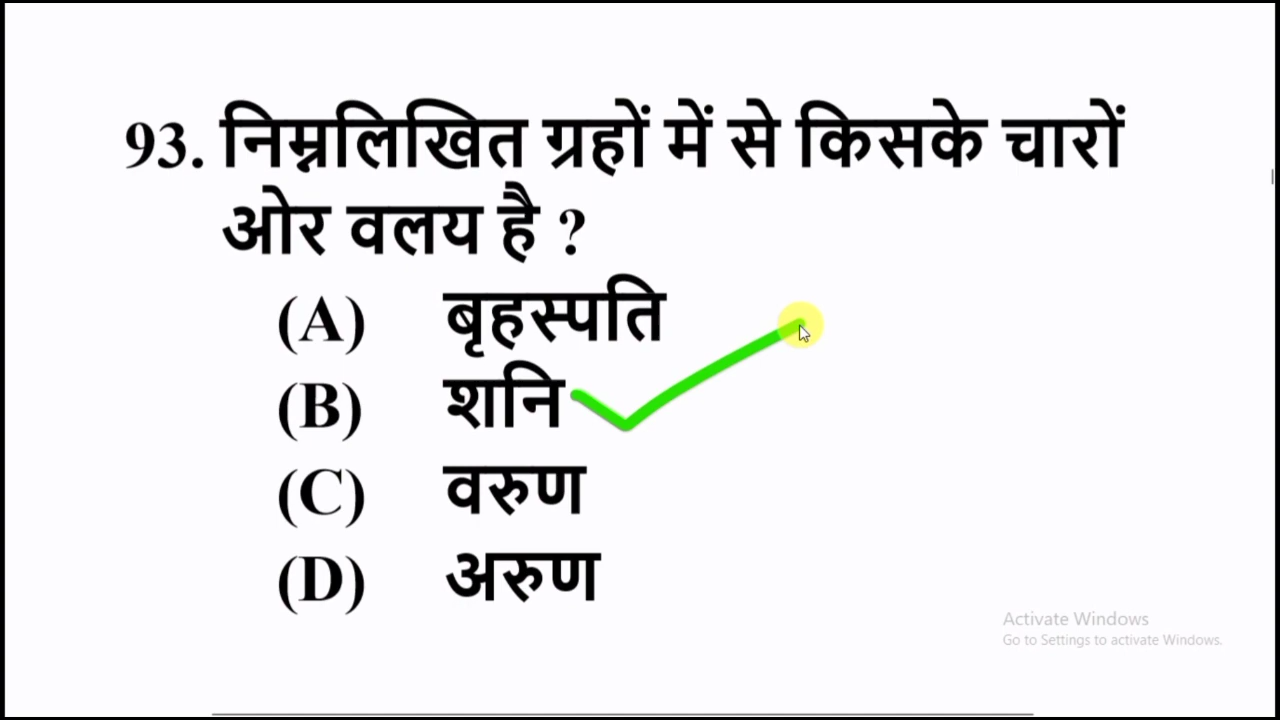 93. निम्नलिखित ग्रहों में से किसके चारों
ओर वलय है ?
(A) बृहस्पति
(B) शनि
(C) वरुण
(D) अरुण
Activate Windows
Go to Settings to activate Windows.